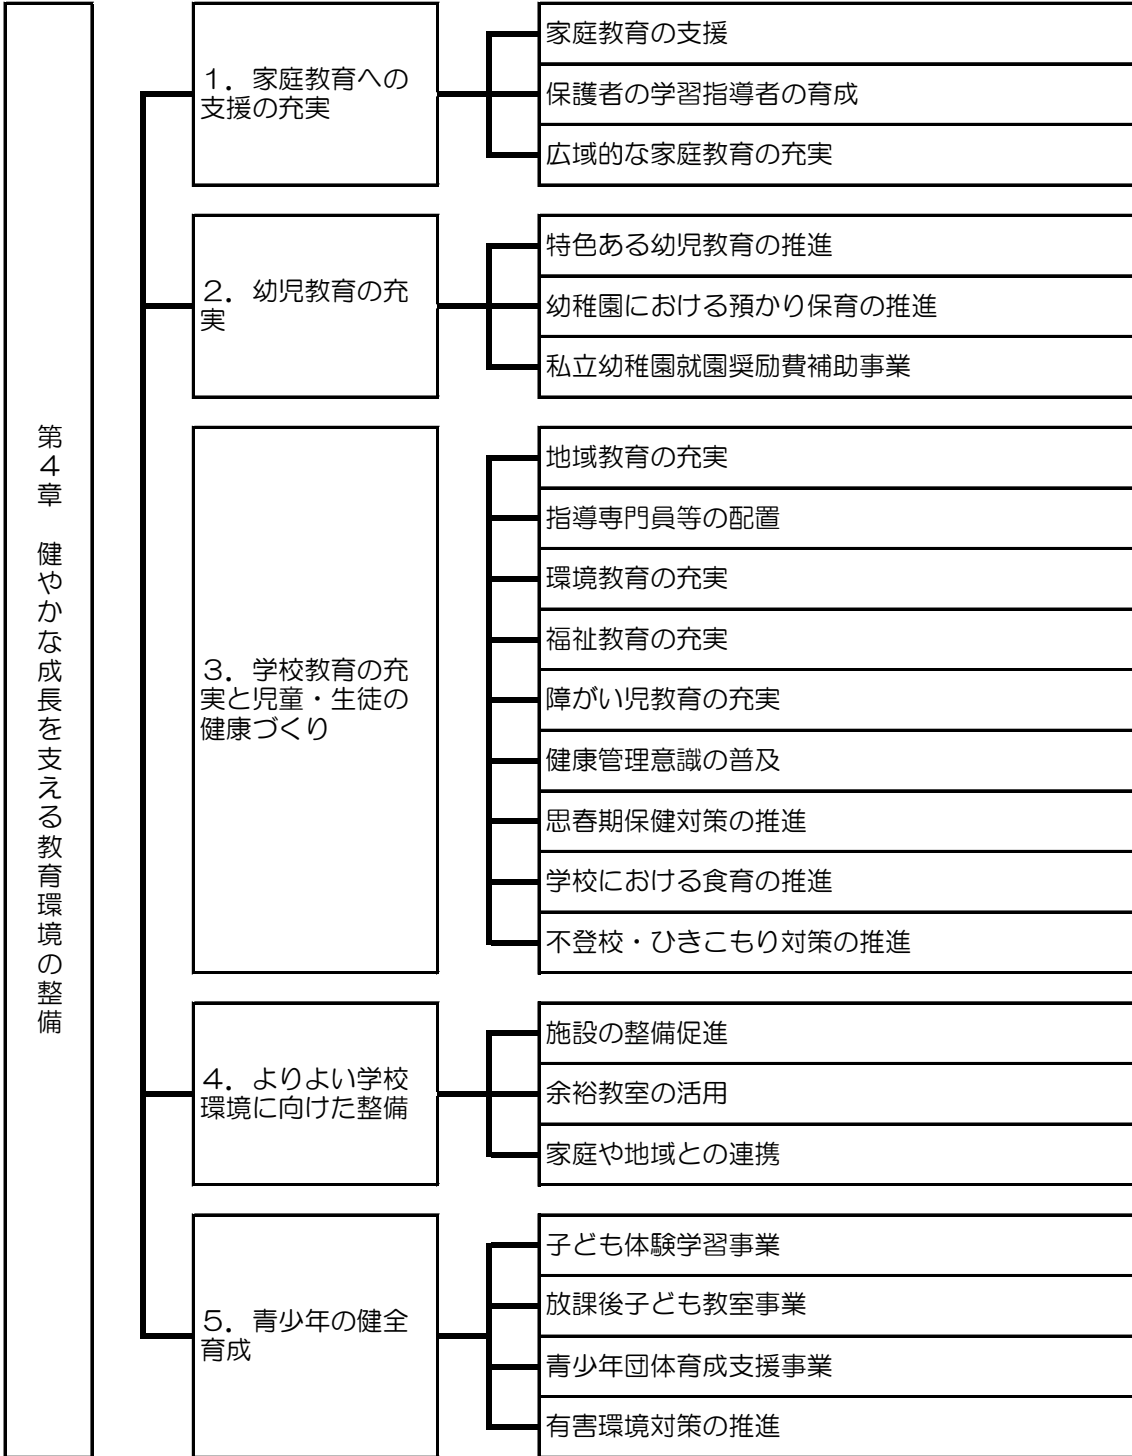 第４章　健やかな成長を支える教育環境の整備
１．家庭教育への
支援の充実
家庭教育の支援
保護者の学習指導者の育成
広域的な家庭教育の充実
２．幼児教育の充
実
特色ある幼児教育の推進
幼稚園における預かり保育の推進
私立幼稚園就園奨励費補助事業
３．学校教育の充
実と児童・生徒の
健康づくり
地域教育の充実
指導専門員等の配置
環境教育の充実
福祉教育の充実
障がい児教育の充実
健康管理意識の普及
思春期保健対策の推進
学校における食育の推進
不登校・ひきこもり対策の推進
４．よりよい学校
環境に向けた整備
施設の整備促進
余裕教室の活用
家庭や地域との連携
５．青少年の健全
育成
子ども体験学習事業
放課後子ども教室事業
青少年団体育成支援事業
有害環境対策の推進